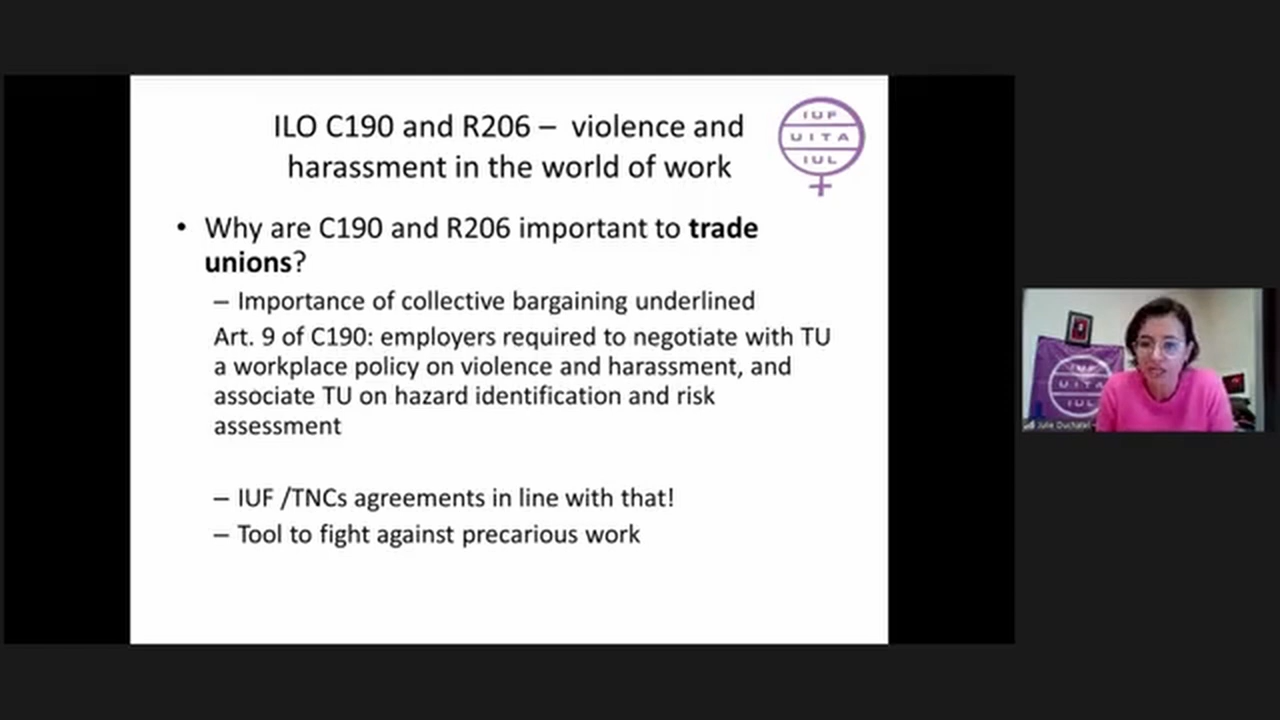 ILO C190 and R206 – violence and
harassment in the world of work
IUF
UITA
IUL
• Why are C190 and R206 important to trade
unions?
– Importance of collective bargaining underlined
Art. 9 of C190: employers required to negotiate with TU
a workplace policy on violence and harassment, and
associate TU on hazard identification and risk
assessment
– IUF /TNCs agreements in line with that!
– Tool to fight against precarious work
IUF
UITA
IUL
Julie Duchatel